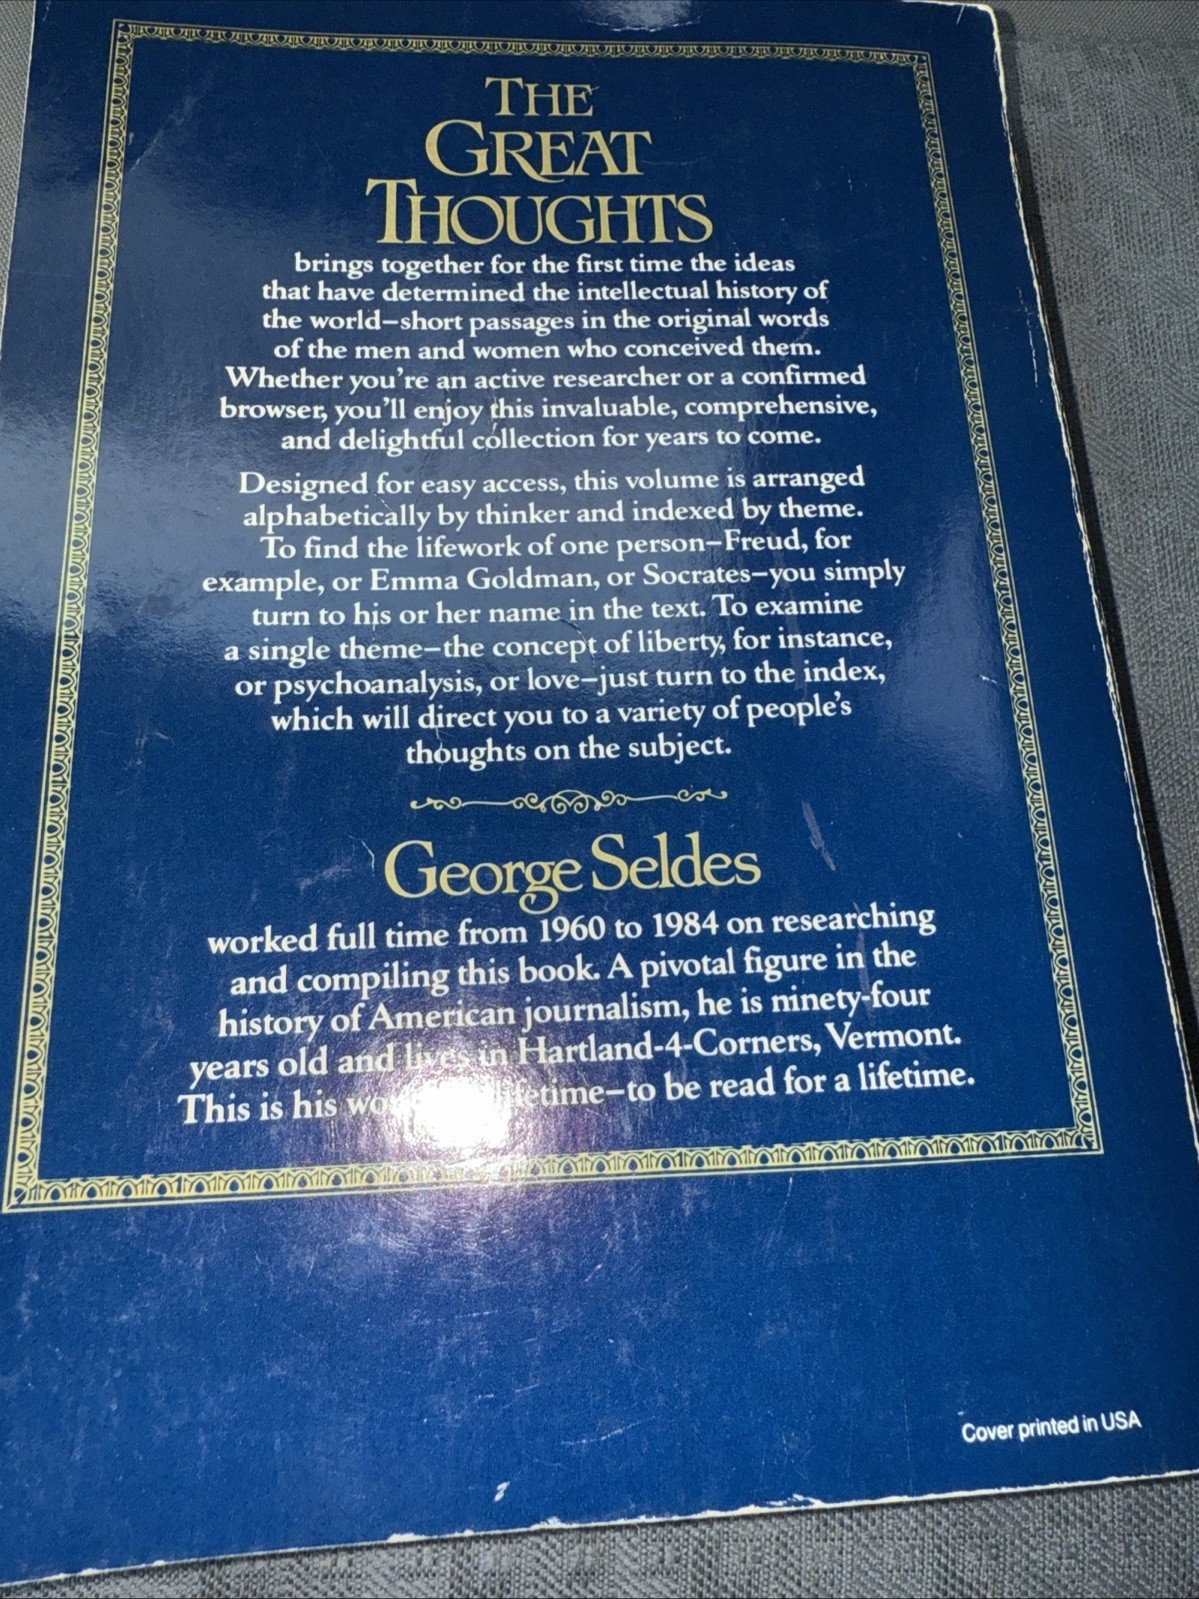 THE
GREAT
THOUGHTS
brings together for the first time the ideas
that have determined the intellectual history of
the world–short passages in the original words
of the men and women who conceived them.
Whether you're an active researcher or a confirmed
browser, you'll enjoy this invaluable, comprehensive,
and delightful collection for years to come.
Designed for easy access, this volume is arranged
alphabetically by thinker and indexed by theme.
To find the lifework of one person–Freud, for
example, or Emma Goldman, or Socrates–you simply
turn to his or her name in the text. To examine
a single theme–the concept of liberty, for instance,
or psychoanalysis, or love–just turn to the index,
which will direct you to a variety of people's
thoughts on the subject.
George Seldes
worked full time from 1960 to 1984 on researching
and compiling this book. A pivotal figure in the
history of American journalism, he is ninety-four
years old and lives in Hartland-4-Corners, Vermont.
This is his lifetime–to be read for a lifetime.
Cover printed in USA